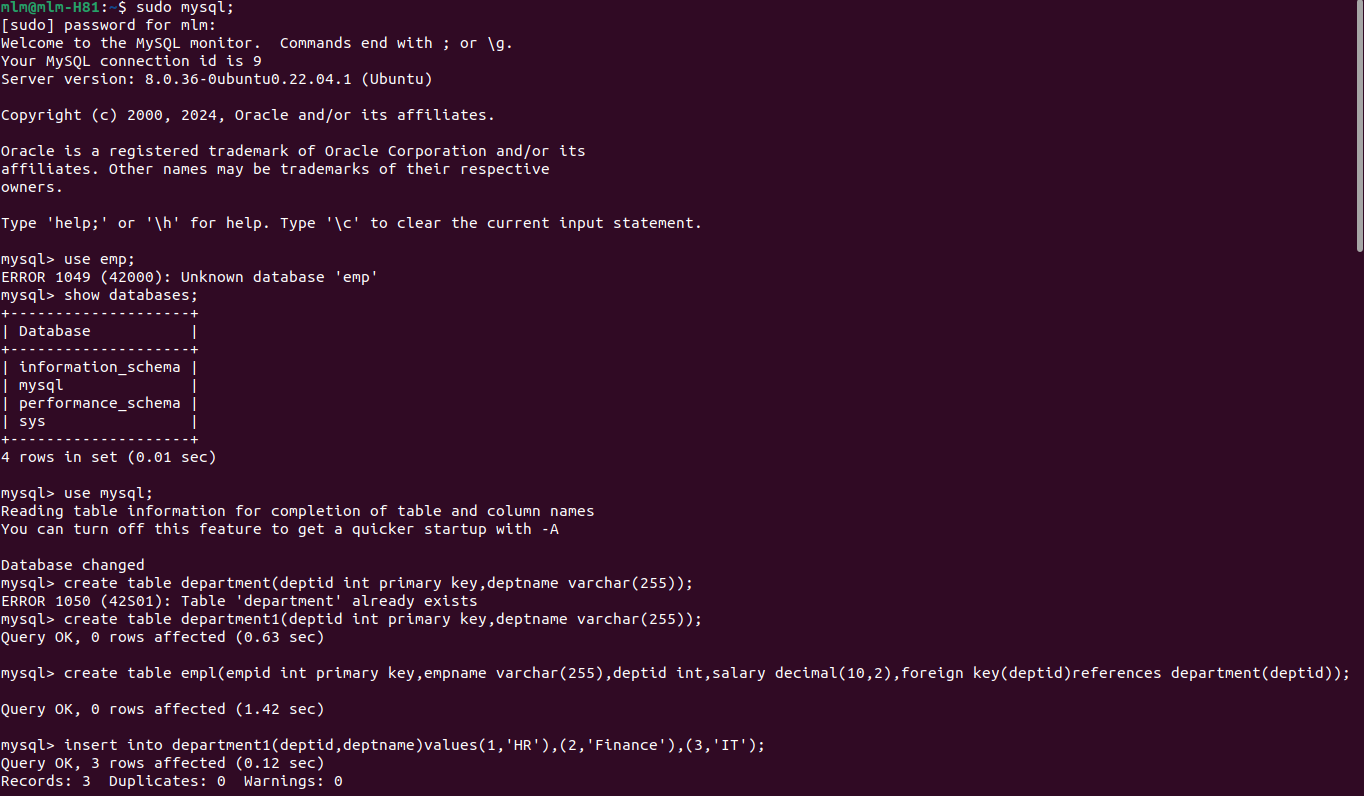 mlm@mlm-H81:~$ sudo mysql;
[sudo] password for mlm:
Welcome to the MySQL monitor.  Commands end with ; or \g.
Your MySQL connection id is 9
Server version: 8.0.36-0ubuntu0.22.04.1 (Ubuntu)

Copyright (c) 2000, 2024, Oracle and/or its affiliates.

Oracle is a registered trademark of Oracle Corporation and/or its
affiliates. Other names may be trademarks of their respective
owners.

Type 'help;' or '\h' for help. Type '\c' to clear the current input statement.

mysql> use emp;
ERROR 1049 (42000): Unknown database 'emp'
mysql> show databases;
+--------------------+
| Database           |
+--------------------+
| information_schema |
| mysql              |
| performance_schema |
| sys                |
+--------------------+
4 rows in set (0.01 sec)

mysql> use mysql;
Reading table information for completion of table and column names
You can turn off this feature to get a quicker startup with -A

Database changed
mysql> create table department(deptid int primary key,deptname varchar(255));
ERROR 1050 (42S01): Table 'department' already exists
mysql> create table department1(deptid int primary key,deptname varchar(255));
Query OK, 0 rows affected (0.63 sec)

mysql> create table empl(empid int primary key,empname varchar(255),deptid int,salary decimal(10,2),foreign key(deptid)references department(deptid));

Query OK, 0 rows affected (1.42 sec)

mysql> insert into department1(deptid,deptname)values(1,'HR'),(2,'Finance'),(3,'IT');
Query OK, 3 rows affected (0.12 sec)
Records: 3  Duplicates: 0  Warnings: 0